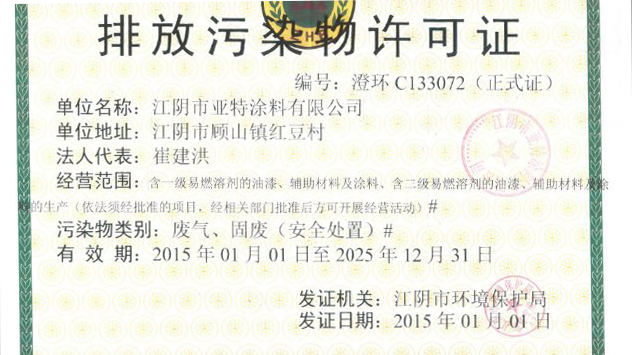 排放污染物许可证
编号：澄环 C133072（正式证）
单位名称：江阴市亚特涂料有限公司
单位地址：江阴市顾山镇红豆村
法人代表：崔建洪
经营范围：含一级易燃溶剂的油漆、辅助材料及涂料、含二级易燃溶剂的油漆、辅助材料及涂
料的生产（依法须经批准的项目，经相关部门批准后方可开展经营活动）#
污染物类别：废气、固废（安全处置）#
有 效 期：2015 年 01 月 01 日至 2025 年 12 月 31 日
发证机关：江阴市环境保护局
发证日期：2015 年 01 月 01 日